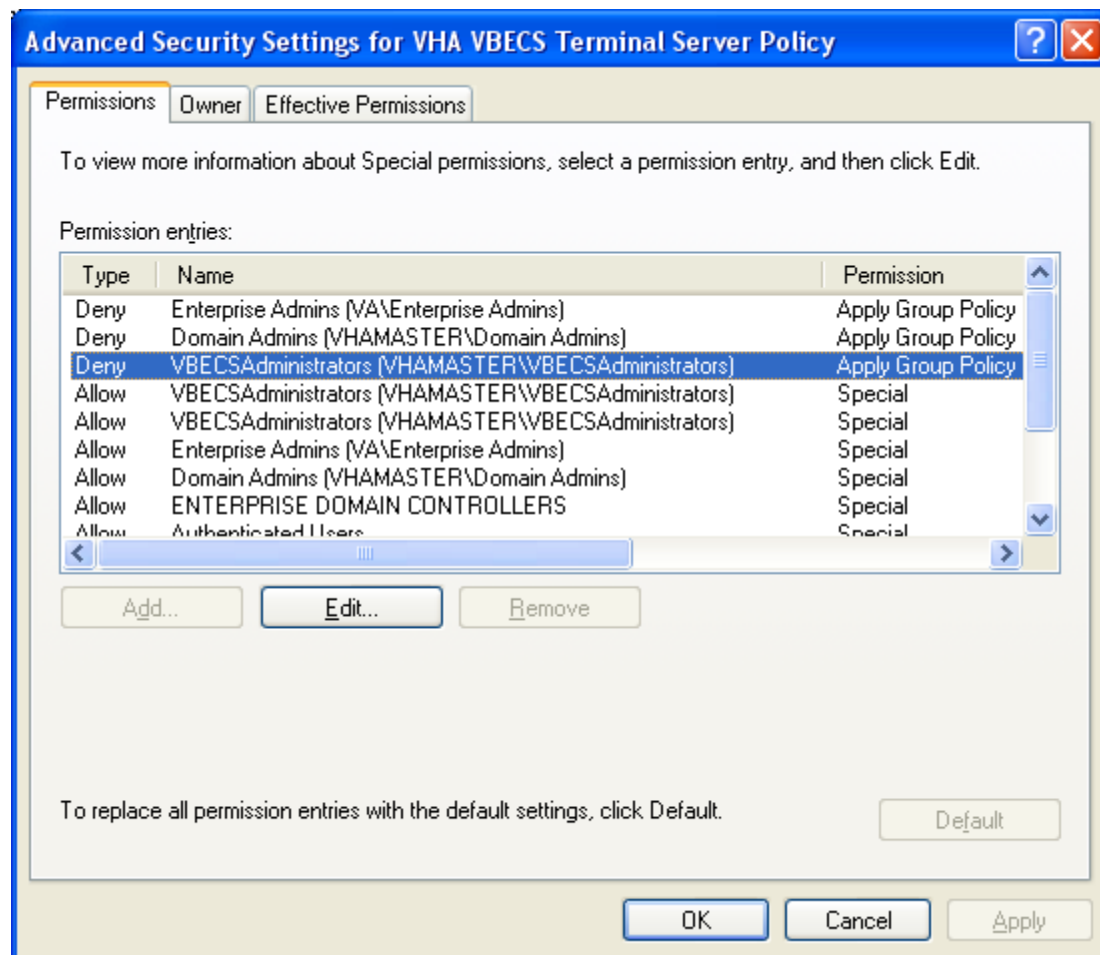 Advanced Security Settings for VHA VBECS Terminal Server Policy
Permissions Owner Effective Permissions
To view more information about Special permissions, select a permission entry, and then click Edit.
Permission entries:
Type Name Permission
Deny Enterprise Admins (VA\Enterprise Admins) Apply Group Policy
Deny Domain Admins (VHAMASTER\Domain Admins) Apply Group Policy
Deny VBECSAdministrators (VHAMASTER\VBECSAdministrators) Apply Group Policy
Allow VBECSAdministrators (VHAMASTER\VBECSAdministrators) Special
Allow VBECSAdministrators (VHAMASTER\VBECSAdministrators) Special
Allow Enterprise Admins (VA\Enterprise Admins) Special
Allow Domain Admins (VHAMASTER\Domain Admins) Special
Allow ENTERPRISE DOMAIN CONTROLLERS Special
Allow Authenticated Users Special
Add... Edit... Remove
To replace all permission entries with the default settings, click Default.
Default
OK Cancel Apply